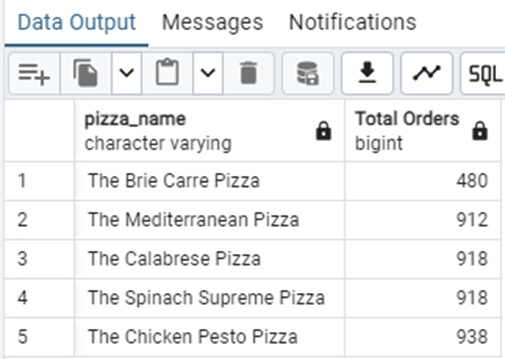 Data Output Messages Notifications
SQL
pizza_name Total Orders
character varying bigint
1 The Brie Carre Pizza 480
2 The Mediterranean Pizza 912
3 The Calabrese Pizza 918
4 The Spinach Supreme Pizza 918
5 The Chicken Pesto Pizza 938